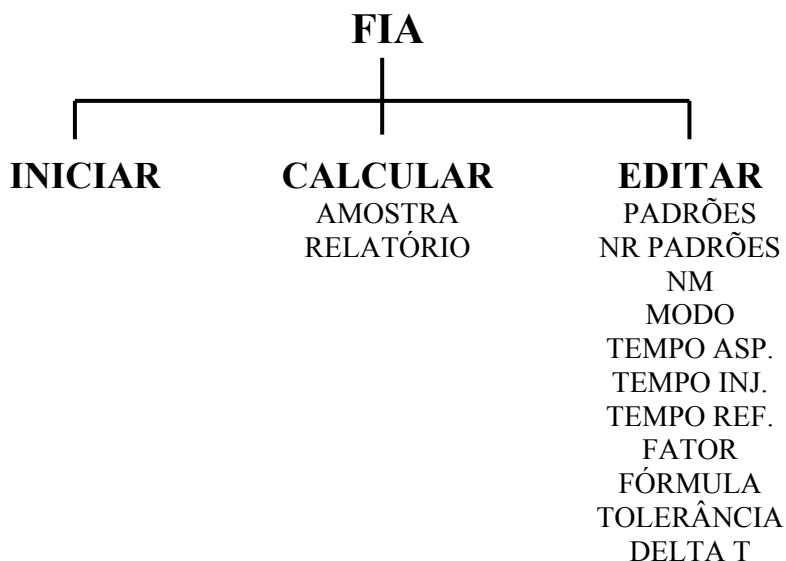 FIA
INICIAR
CALCULAR
AMOSTRA
RELATÓRIO
EDITAR
PADRÕES
NR PADRÕES
NM
MODO
TEMPO ASP.
TEMPO INJ.
TEMPO REF.
FATOR
FÓRMULA
TOLERÂNCIA
DELTA T